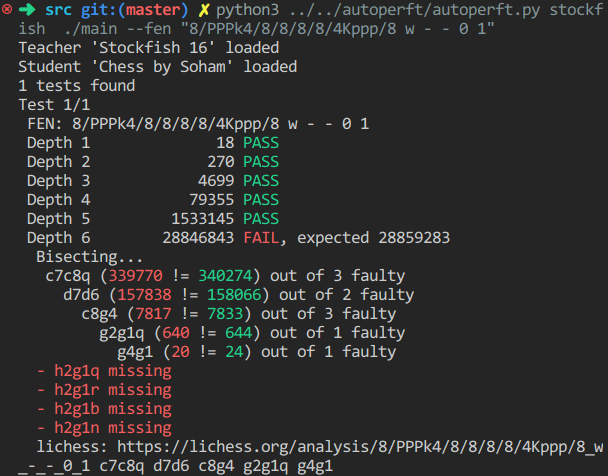 → src git:(master) ✗ python3 ../../autoperft/autoperft.py stockf
ish ./main --fen "8/PPPk4/8/8/8/8/4Kppp/8 w - - 0 1"
Teacher 'Stockfish 16' loaded
Student 'Chess by Soham' loaded
1 tests found
Test 1/1
FEN: 8/PPPk4/8/8/8/8/4Kppp/8 w - - 0 1
Depth 1 18 PASS
Depth 2 270 PASS
Depth 3 4699 PASS
Depth 4 79355 PASS
Depth 5 1533145 PASS
Depth 6 28846843 FAIL, expected 28859283
Bisecting...
c7c8q (339770 != 340274) out of 3 faulty
d7d6 (157838 != 158066) out of 2 faulty
c8g4 (7817 != 7833) out of 3 faulty
g2g1q (640 != 644) out of 1 faulty
g4g1 (20 != 24) out of 1 faulty
- h2g1q missing
- h2g1r missing
- h2g1b missing
- h2g1n missing
lichess: https://lichess.org/analysis/8/PPPk4/8/8/8/8/4Kppp/8_w
_-_-_0_1 c7c8q d7d6 c8g4 g2g1q g4g1